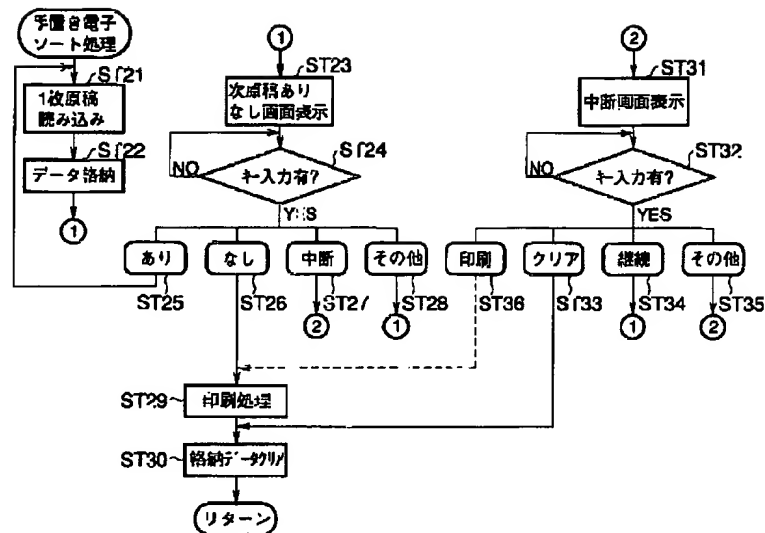 手置き電子
ソート処理
ST21
1枚原稿
読み込み
ST22
データ格納
①
①
ST23
次原稿あり
なし画面表示
ST24
NO
キー入力有?
YES
あり
なし
中断
その他
ST25
ST26
ST27
ST28
②
①
②
ST31
中断画面表示
ST32
NO
キー入力有?
YES
印刷
クリア
継続
その他
ST36
ST33
ST34
ST35
①
②
ST29
印刷処理
ST30
格納データクリア
リターン